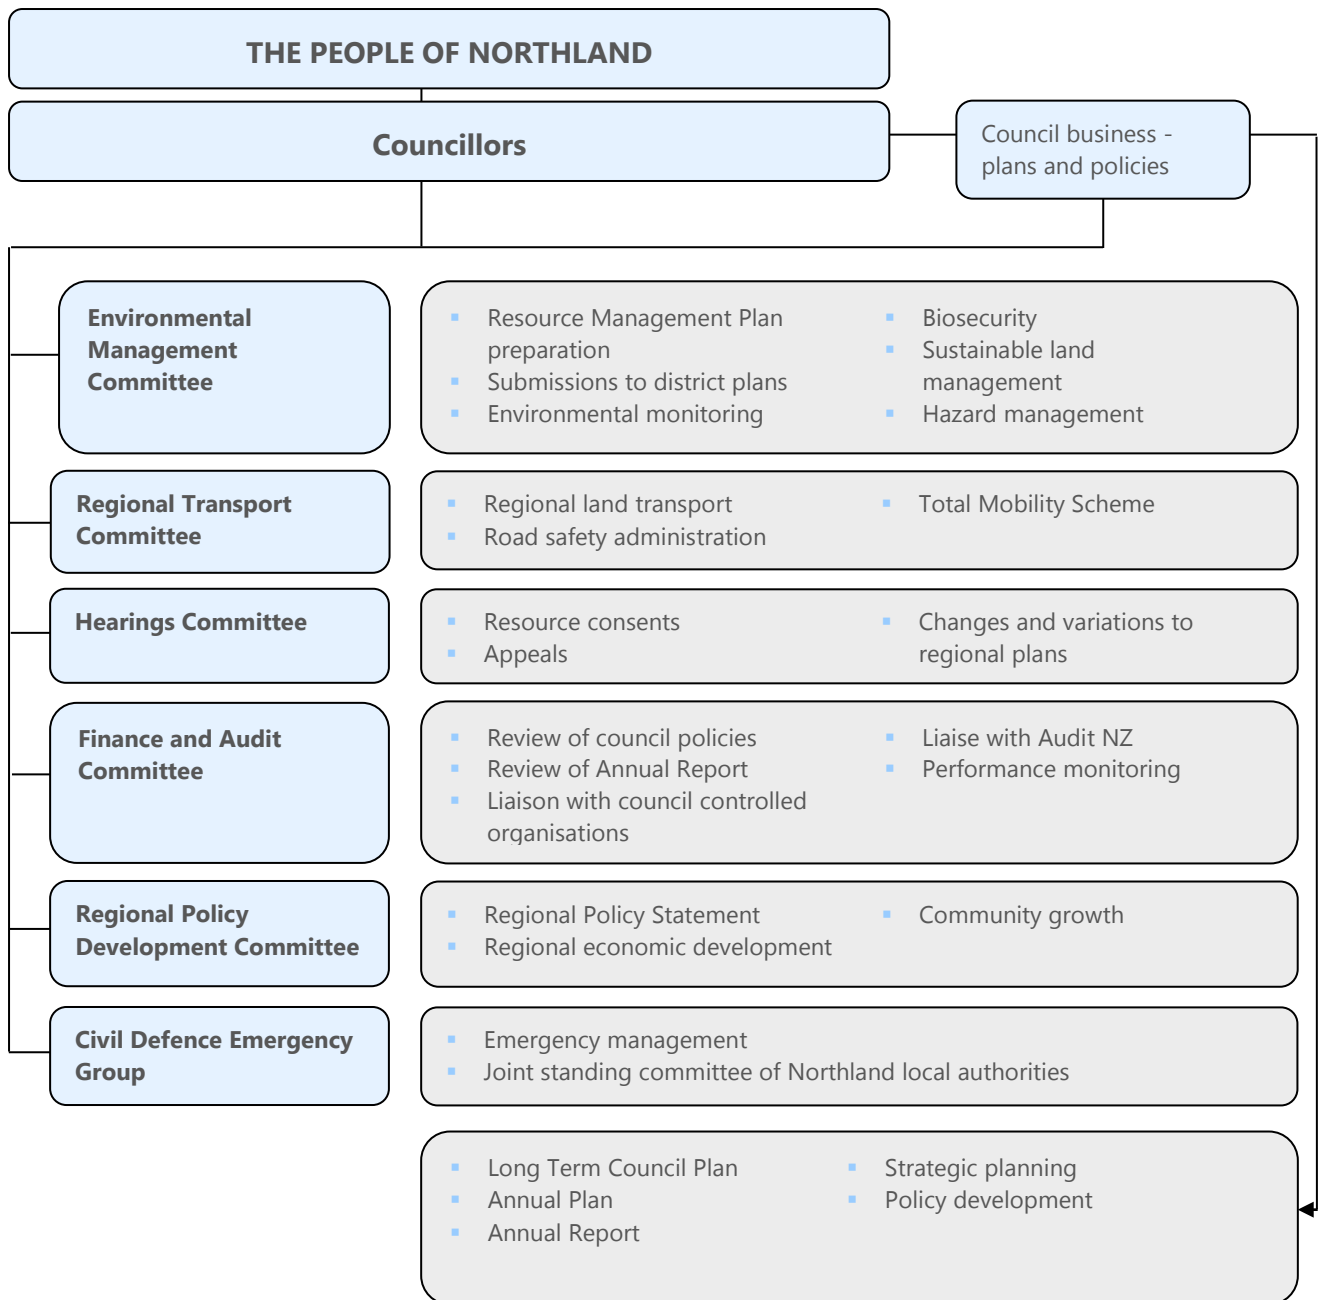 THE PEOPLE OF NORTHLAND
Councillors
Council business -
plans and policies
Environmental
Management
Committee
Resource Management Plan
preparation
Submissions to district plans
Environmental monitoring
Biosecurity
Sustainable land
management
Hazard management
Regional Transport
Committee
Regional land transport
Road safety administration
Total Mobility Scheme
Hearings Committee
Resource consents
Appeals
Changes and variations to
regional plans
Finance and Audit
Committee
Review of council policies
Review of Annual Report
Liaison with council controlled
organisations
Liaise with Audit NZ
Performance monitoring
Regional Policy
Development Committee
Regional Policy Statement
Regional economic development
Community growth
Civil Defence Emergency
Group
Emergency management
Joint standing committee of Northland local authorities
Long Term Council Plan
Annual Plan
Annual Report
Strategic planning
Policy development